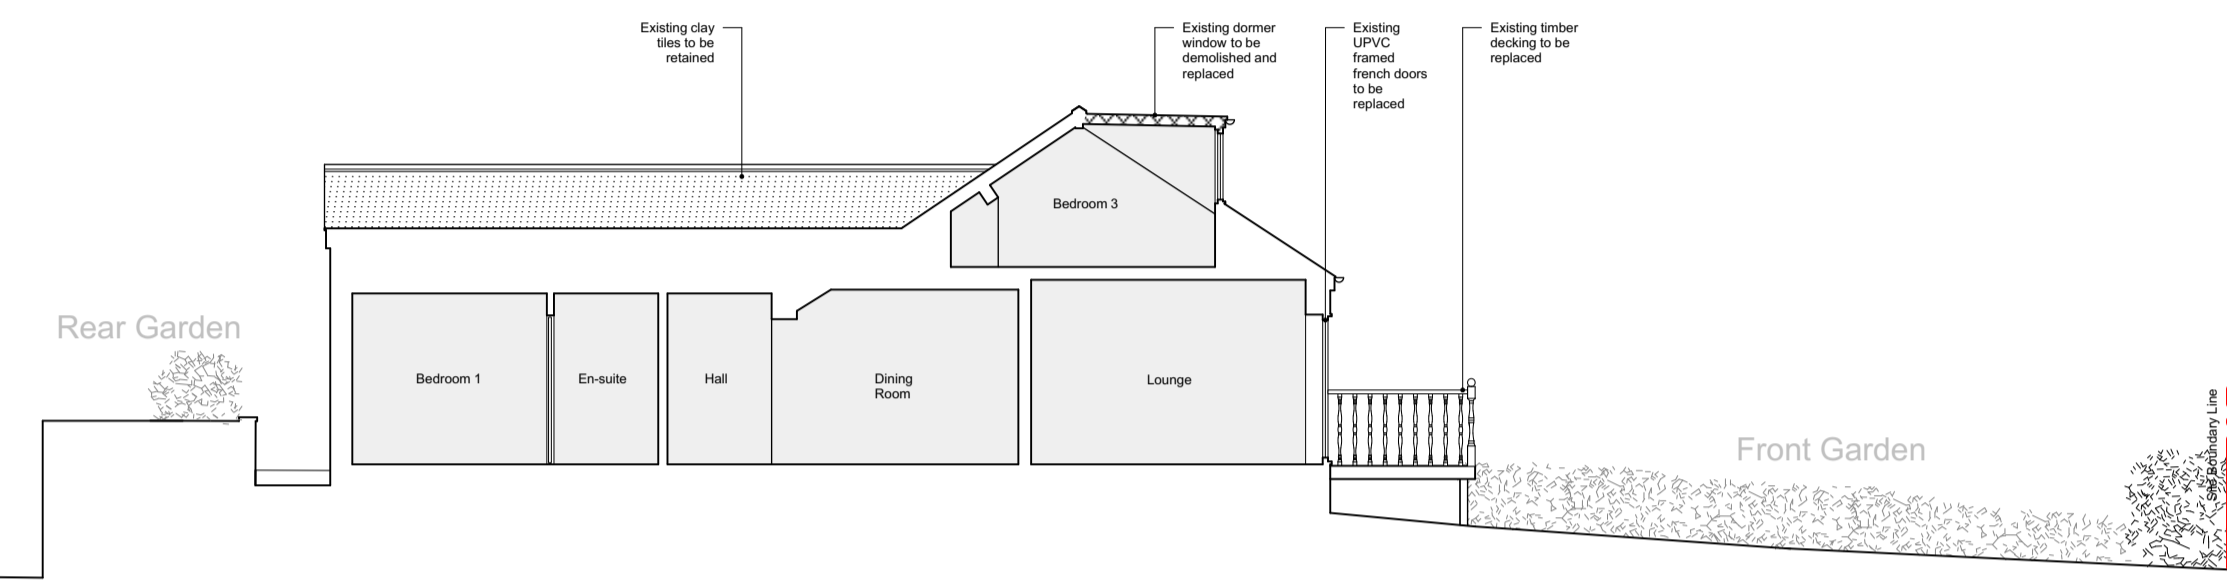 Existing clay
tiles to be
retained
Existing dormer
window to be
demolished and
replaced
Existing
UPVC
framed
french doors
to be
replaced
Existing timber
decking to be
replaced
Bedroom 3
Rear Garden
Bedroom 1
En-suite
Hall
Dining
Room
Lounge
Front Garden
Site Boundary Line